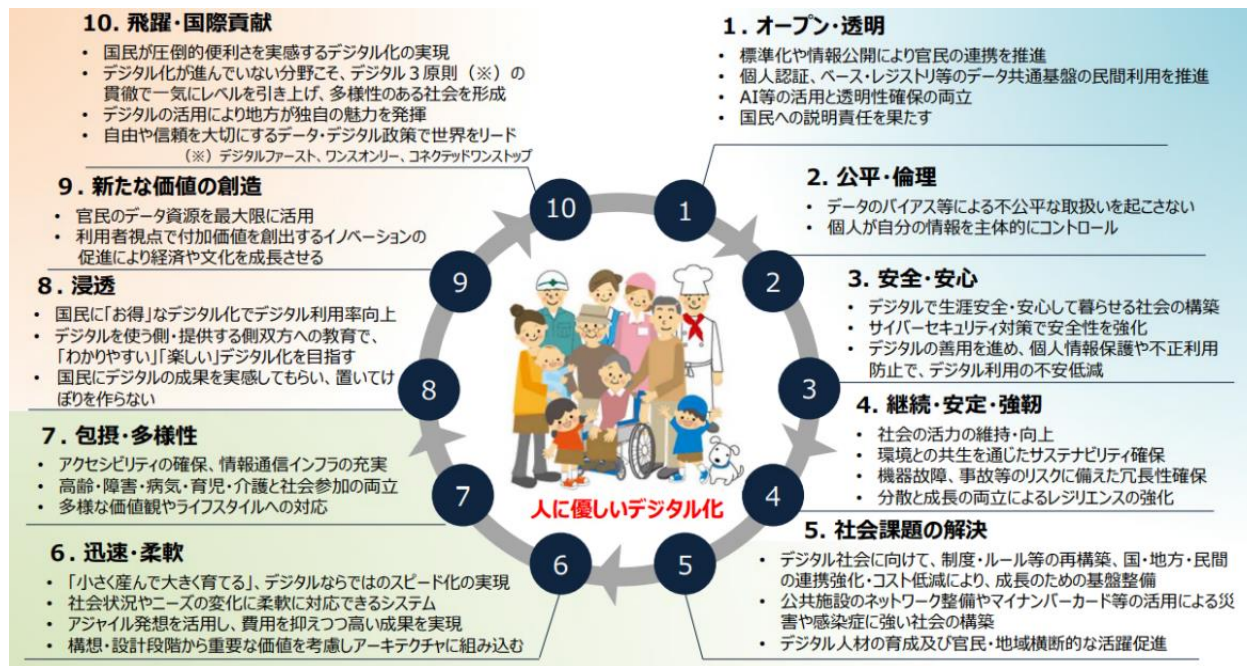 1. オープン・透明
• 標準化や情報公開により官民の連携を推進
• 個人認証、ベース・レジストリ等のデータ共通基盤の民間利用を推進
• AI等の活用と透明性確保の両立
• 国民への説明責任を果たす
2. 公平・倫理
• データのバイアス等による不公平な取扱いを起こさない
• 個人が自分の情報を主体的にコントロール
3. 安全・安心
• デジタルで生涯安全・安心して暮らせる社会の構築
• サイバーセキュリティ対策で安全性を強化
• デジタルの善用を進め、個人情報保護や不正利用
防止で、デジタル利用の不安低減
4. 継続・安定・強靭
• 社会の活力の維持・向上
• 環境との共生を通じたサステナビリティ確保
• 機器故障、事故等のリスクに備えた冗長性確保
• 分散と成長の両立によるレジリエンスの強化
5. 社会課題の解決
• デジタル社会に向けて、制度・ルール等の再構築、国・地方・民間
の連携強化・コスト低減により、成長のための基盤整備
• 公共施設のネットワーク整備やマイナンバーカード等の活用による災
害や感染症に強い社会の構築
• デジタル人材の育成及び官民・地域横断的な活躍促進
6. 迅速・柔軟
• 「小さく産んで大きく育てる」、デジタルならではのスピード化の実現
• 社会状況やニーズの変化に柔軟に対応できるシステム
• アジャイル発想を活用し、費用を抑えつつ高い成果を実現
• 構想・設計段階から重要な価値を考慮しアーキテクチャに組み込む
7. 包摂・多様性
• アクセシビリティの確保、情報通信インフラの充実
• 高齢・障害・病気・育児・介護と社会参加の両立
• 多様な価値観やライフスタイルへの対応
8. 浸透
• 国民に「お得」なデジタル化でデジタル利用率向上
• デジタルを使う側・提供する側双方への教育で、
「わかりやすい」「楽しい」デジタル化を目指す
• 国民にデジタルの成果を実感してもらい、置いてけ
ぼりを作らない
9. 新たな価値の創造
• 官民のデータ資源を最大限に活用
• 利用者視点で付加価値を創出するイノベーションの
促進により経済や文化を成長させる
10. 飛躍・国際貢献
• 国民が圧倒的便利さを実感するデジタル化の実現
• デジタル化が進んでいない分野こそ、デジタル3原則（※）の
貫徹で一気にレベルを引き上げ、多様性のある社会を形成
• デジタルの活用により地方が独自の魅力を発揮
• 自由や信頼を大切にするデータ・デジタル政策で世界をリード
（※）デジタルファースト、ワンスオンリー、コネクテッドワンストップ
1
2
3
4
5
6
7
8
9
10
人に優しいデジタル化